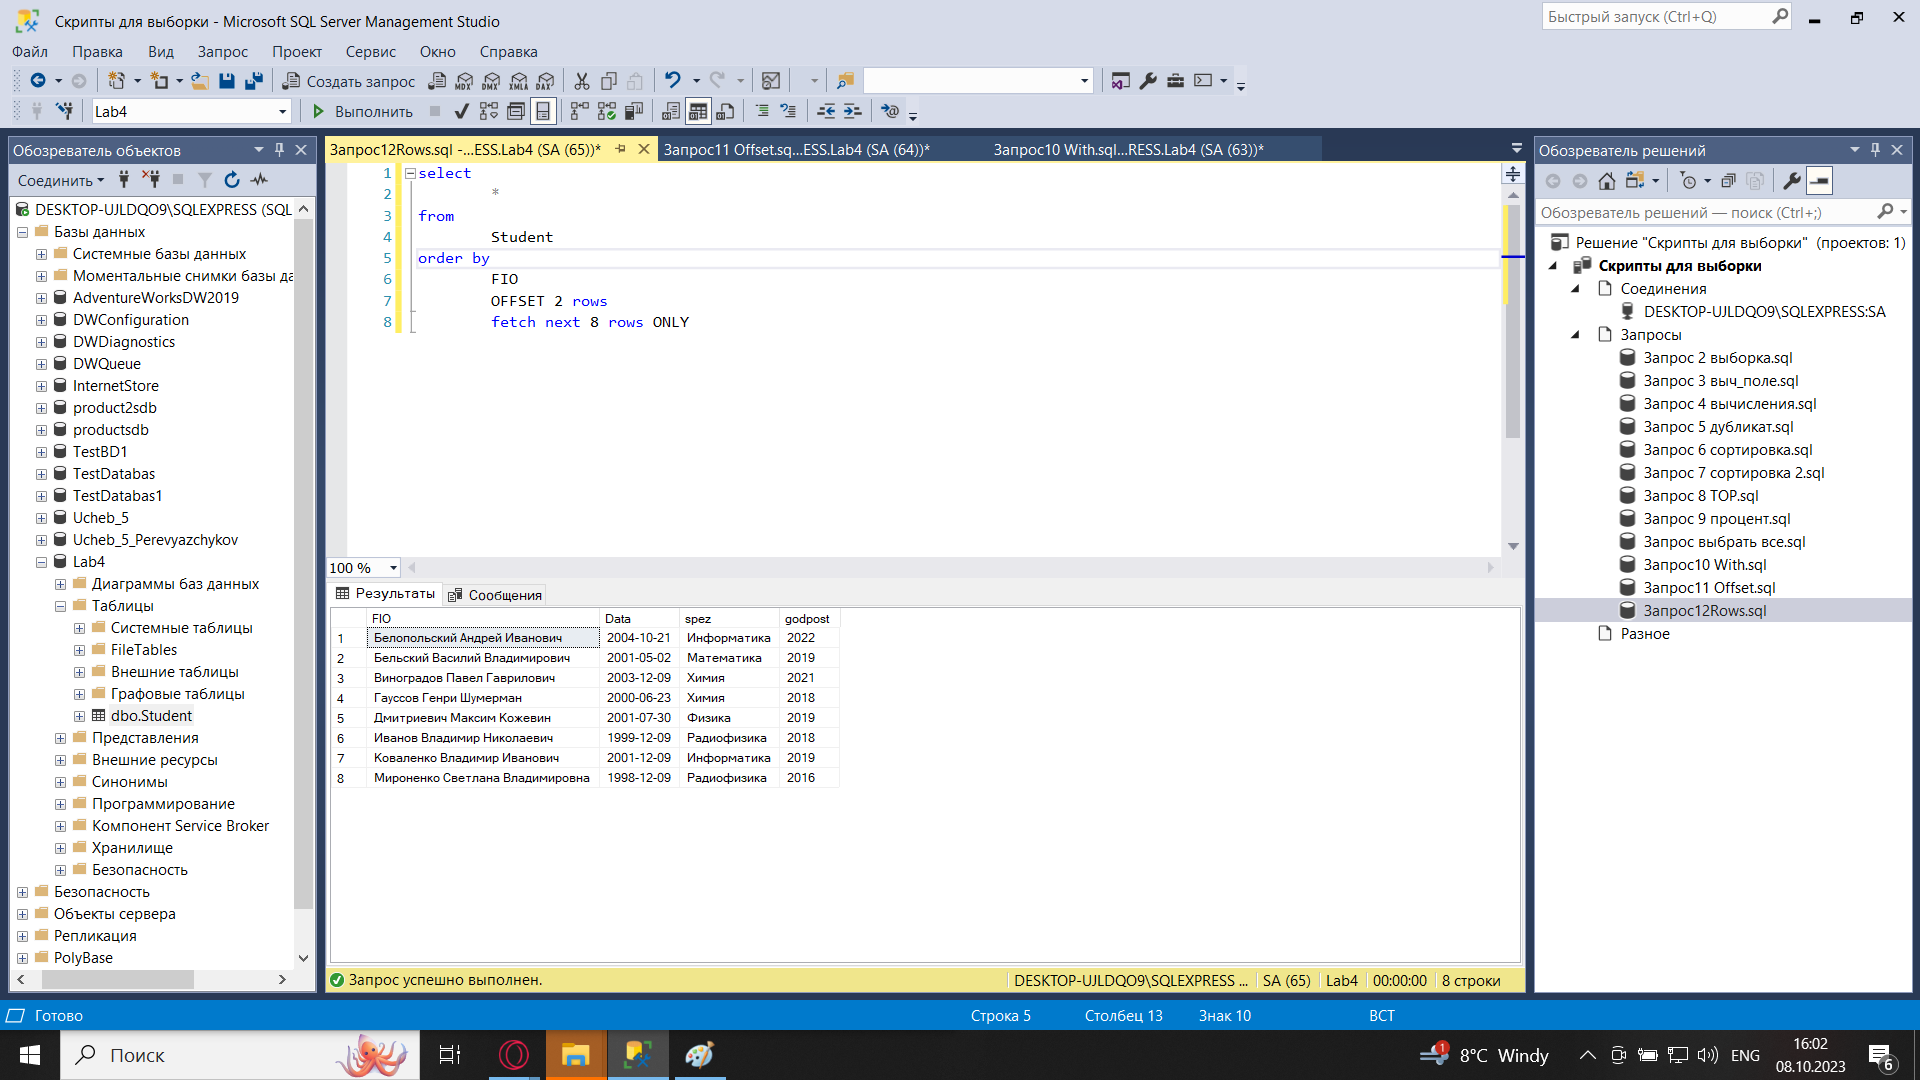 Скрипты для выборки - Microsoft SQL Server Management Studio
Быстрый запуск (Ctrl+Q)
Файл Правка Вид Запрос Проект Сервис Окно Справка
Создать запрос MDX DMX XMLA DAX
Lab4 Выполнить
Обозреватель объектов
Соединить
DESKTOP-UJLDQO9\SQLEXPRESS (SQL
Базы данных
Системные базы данных
Моментальные снимки базы да
AdventureWorksDW2019
DWConfiguration
DWDiagnostics
DWQueue
InternetStore
product2sdb
productsdb
TestBD1
TestDatabas
TestDatabas1
Ucheb_5
Ucheb_5_Perevyazchykov
Lab4
Диаграммы баз данных
Таблицы
Системные таблицы
FileTables
Внешние таблицы
Графовые таблицы
dbo.Student
Представления
Внешние ресурсы
Синонимы
Программирование
Компонент Service Broker
Хранилище
Безопасность
Безопасность
Объекты сервера
Репликация
PolyBase
Запрос12Rows.sql -...ESS.Lab4 (SA (65))* Запрос11 Offset.sq...ESS.Lab4 (SA (64))* Запрос10 With.sql...RESS.Lab4 (SA (63))*
1 select
2 *
3 from
4 Student
5 order by
6 FIO
7 OFFSET 2 rows
8 fetch next 8 rows ONLY
100 %
Результаты Сообщения
FIO Data spez godpost
1 Белопольский Андрей Иванович 2004-10-21 Информатика 2022
2 Бельский Василий Владимирович 2001-05-02 Математика 2019
3 Виноградов Павел Гаврилович 2003-12-09 Химия 2021
4 Гауссов Генри Шумерман 2000-06-23 Химия 2018
5 Дмитриевич Максим Кожевин 2001-07-30 Физика 2019
6 Иванов Владимир Николаевич 1999-12-09 Радиофизика 2018
7 Коваленко Владимир Иванович 2001-12-09 Информатика 2019
8 Мироненко Светлана Владимировна 1998-12-09 Радиофизика 2016
Запрос успешно выполнен. DESKTOP-UJLDQO9\SQLEXPRESS ... SA (65) Lab4 00:00:00 8 строки
Обозреватель решений
Обозреватель решений — поиск (Ctrl+;)
Решение "Скрипты для выборки" (проектов: 1)
Скрипты для выборки
Соединения
DESKTOP-UJLDQO9\SQLEXPRESS:SA
Запросы
Запрос 2 выборка.sql
Запрос 3 выч_поле.sql
Запрос 4 вычисления.sql
Запрос 5 дубликат.sql
Запрос 6 сортировка.sql
Запрос 7 сортировка 2.sql
Запрос 8 TOP.sql
Запрос 9 процент.sql
Запрос выбрать все.sql
Запрос10 With.sql
Запрос11 Offset.sql
Запрос12Rows.sql
Разное
Готово Строка 5 Столбец 13 Знак 10 ВСТ
Поиск 1 8°C Windy ENG 16:02
08.10.2023 6